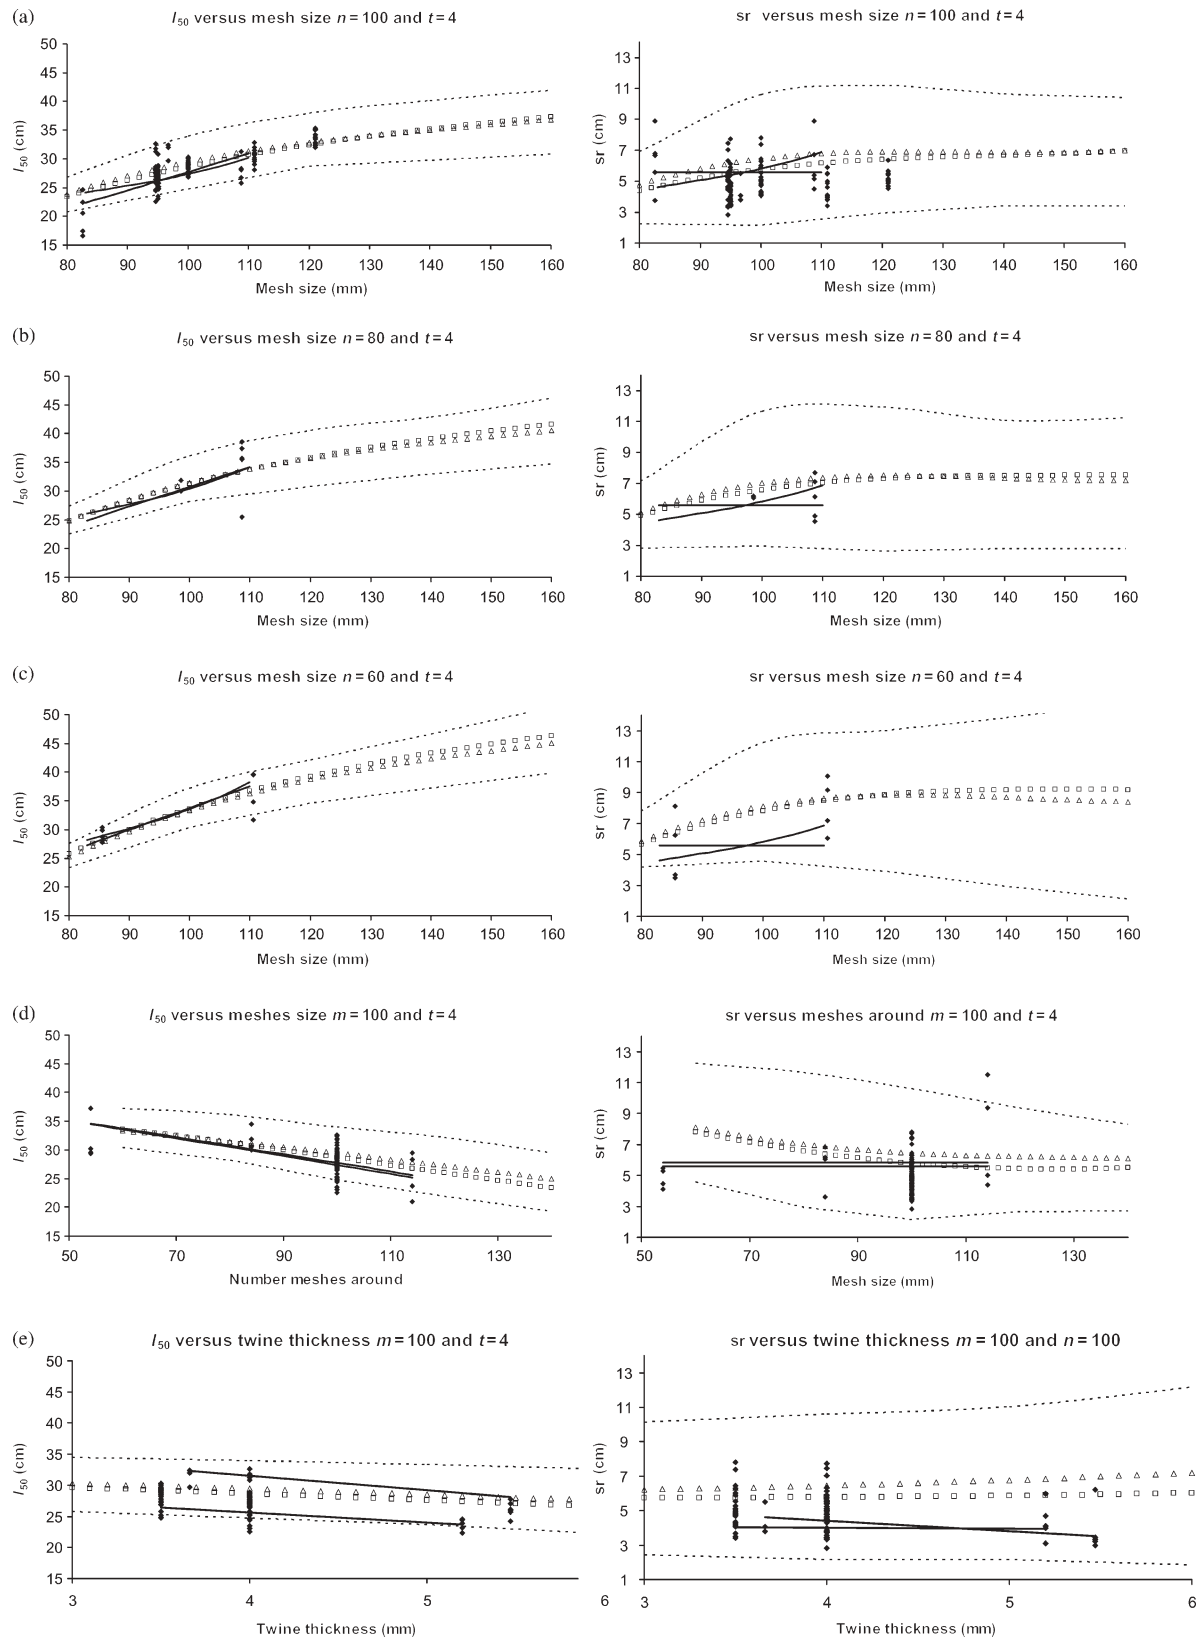 (a)
l50 versus mesh size n=100 and t=4
50
45
40
35
30
25
20
15
l50 (cm)
80 90 100 110 120 130 140 150 160
Mesh size (mm)
sr versus mesh size n=100 and t=4
13
11
9
7
5
3
1
sr (cm)
80 90 100 110 120 130 140 150 160
Mesh size (mm)
(b)
l50 versus mesh size n=80 and t=4
50
45
40
35
30
25
20
15
l50 (cm)
80 90 100 110 120 130 140 150 160
Mesh size (mm)
sr versus mesh size n=80 and t=4
13
11
9
7
5
3
1
sr (cm)
80 90 100 110 120 130 140 150 160
Mesh size (mm)
(c)
l50 versus mesh size n=60 and t=4
50
45
40
35
30
25
20
15
l50 (cm)
80 90 100 110 120 130 140 150 160
Mesh size (mm)
sr versus mesh size n=60 and t=4
13
11
9
7
5
3
1
sr (cm)
80 90 100 110 120 130 140 150 160
Mesh size (mm)
(d)
l50 versus meshes size m=100 and t=4
50
45
40
35
30
25
20
15
l50 (cm)
50 70 90 110 130
Number meshes around
sr versus meshes around m=100 and t=4
13
11
9
7
5
3
1
sr (cm)
50 70 90 110 130
Mesh size (mm)
(e)
l50 versus twine thickness m=100 and t=4
50
45
40
35
30
25
20
15
l50 (cm)
3 4 5 6
Twine thickness (mm)
sr versus twine thickness m=100 and n=100
13
11
9
7
5
3
1
sr (cm)
3 4 5 6
Twine thickness (mm)